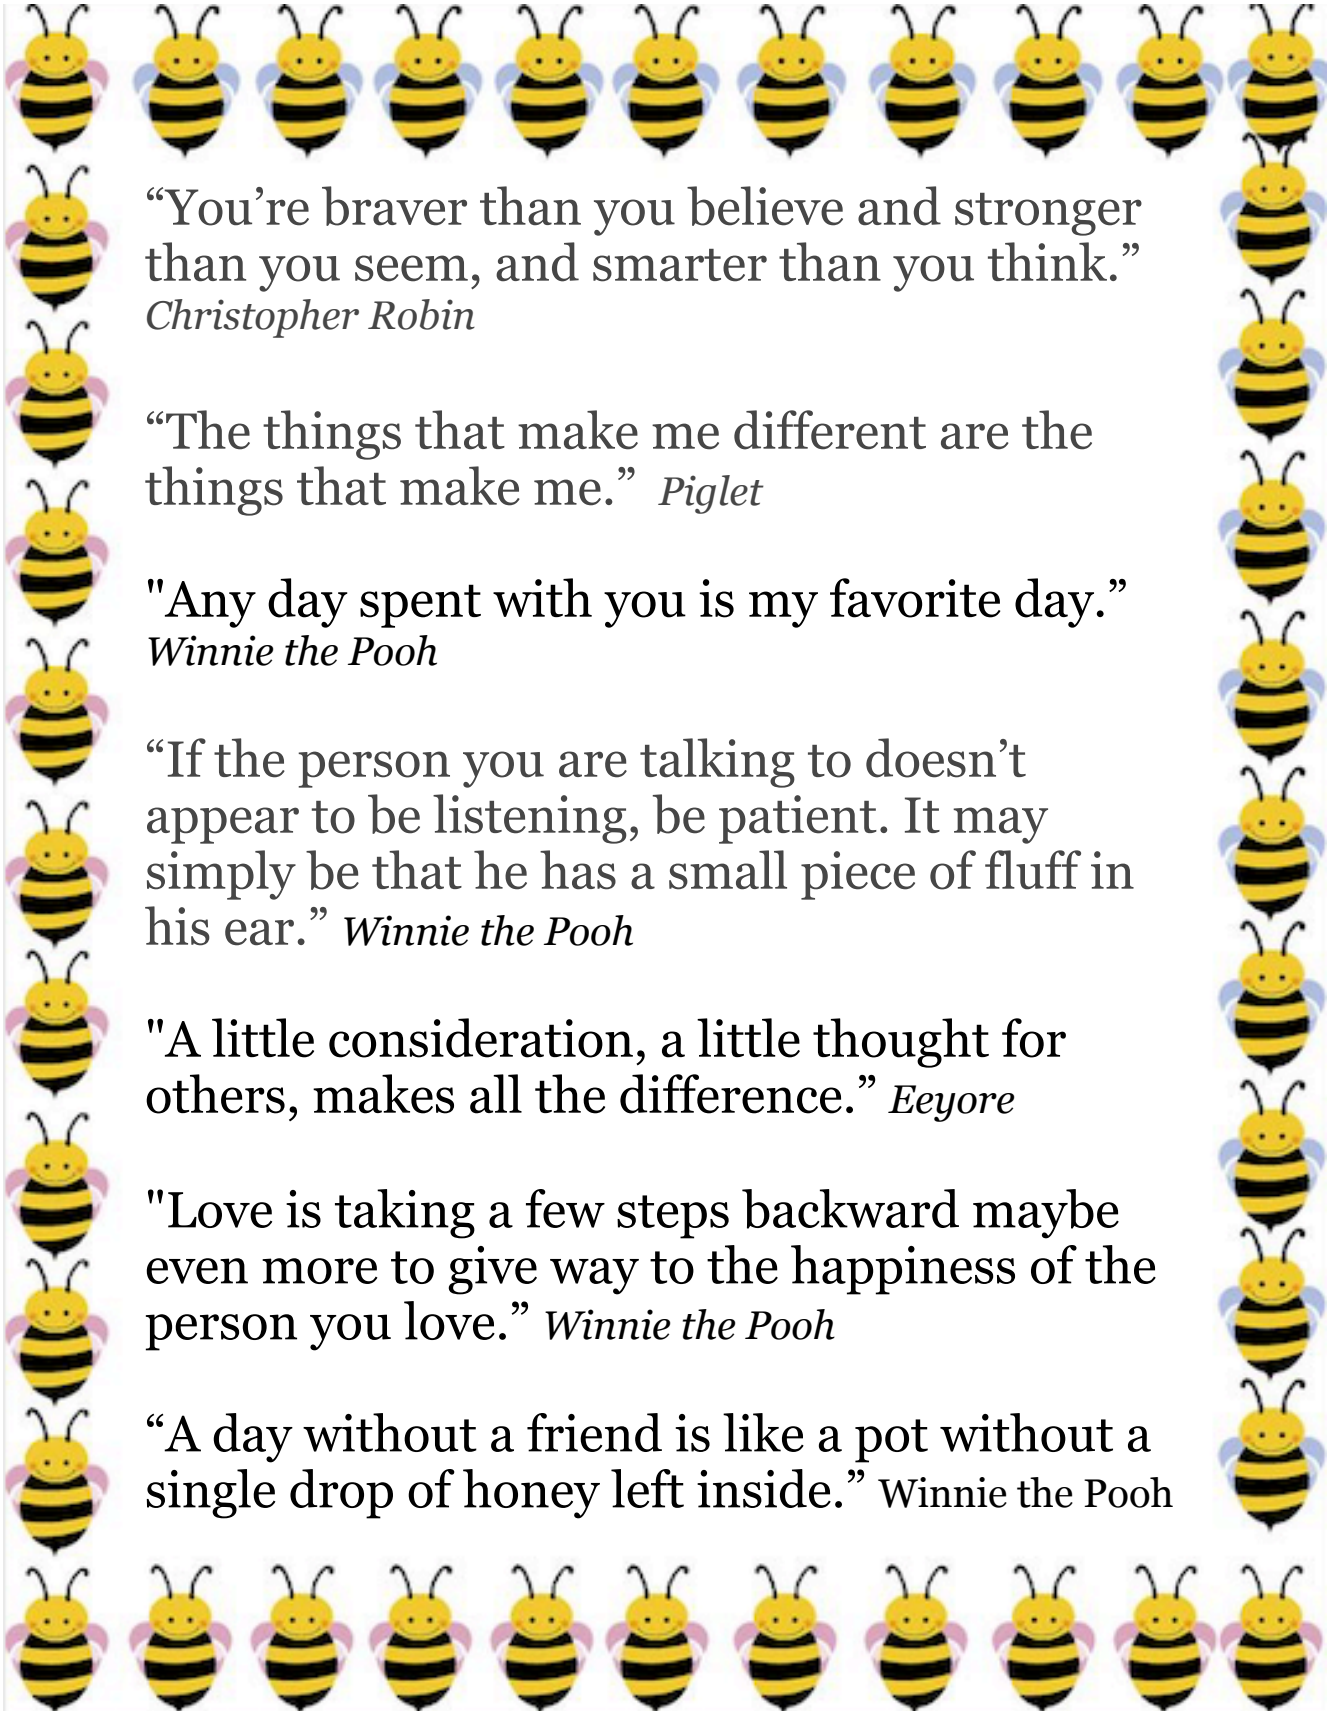 “You’re braver than you believe and stronger
than you seem, and smarter than you think.”
Christopher Robin
“The things that make me different are the
things that make me.” Piglet
"Any day spent with you is my favorite day.”
Winnie the Pooh
“If the person you are talking to doesn’t
appear to be listening, be patient. It may
simply be that he has a small piece of fluff in
his ear.” Winnie the Pooh
"A little consideration, a little thought for
others, makes all the difference.” Eeyore
"Love is taking a few steps backward maybe
even more to give way to the happiness of the
person you love.” Winnie the Pooh
“A day without a friend is like a pot without a
single drop of honey left inside.” Winnie the Pooh